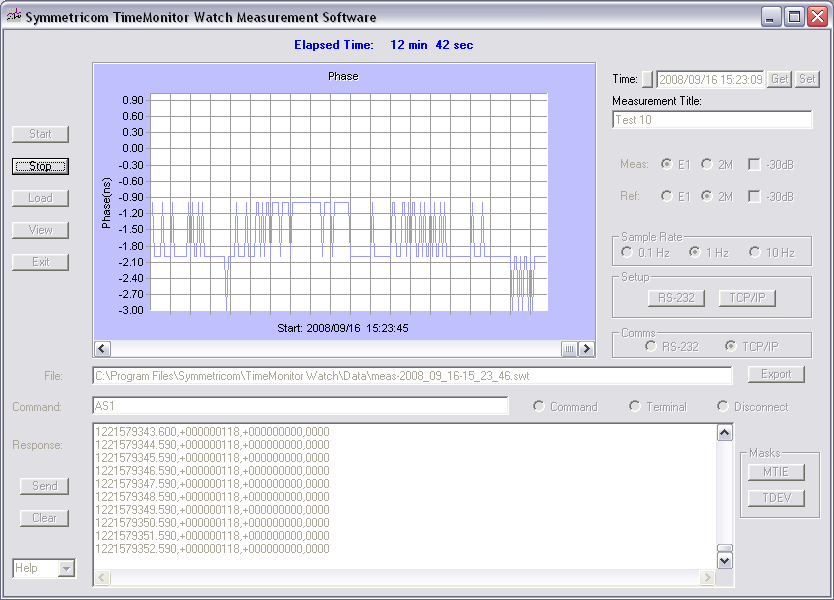 Symmetricom TimeMonitor Watch Measurement Software
Elapsed Time: 12 min 42 sec
Phase
0.90
0.60
0.30
0.00
-0.30
-0.60
-0.90
-1.20
-1.50
-1.80
-2.10
-2.40
-2.70
-3.00
Phase(ns)
Start: 2008/09/16 15:23:45
Start
Stop
Load
View
Exit
Time: 2008/09/16 15:23:09 Get Set
Measurement Title:
Test 10
Meas: E1 2M -30dB
Ref: E1 2M -30dB
Sample Rate
0.1 Hz 1 Hz 10 Hz
Setup
RS-232 TCP/IP
Comms
RS-232 TCP/IP
File: C:\Program Files\Symmetricom\TimeMonitor Watch\Data\meas-2008_09_16-15_23_46.swt Export
Command: AS1 Command Terminal Disconnect
Response:
1221579343.600,+000000118,+000000000,0000
1221579344.590,+000000118,+000000000,0000
1221579345.590,+000000118,+000000000,0000
1221579346.590,+000000118,+000000000,0000
1221579347.590,+000000118,+000000000,0000
1221579348.590,+000000118,+000000000,0000
1221579349.590,+000000118,+000000000,0000
1221579350.590,+000000118,+000000000,0000
1221579351.590,+000000118,+000000000,0000
1221579352.590,+000000118,+000000000,0000
Send
Clear
Help
Masks
MTIE
TDEV